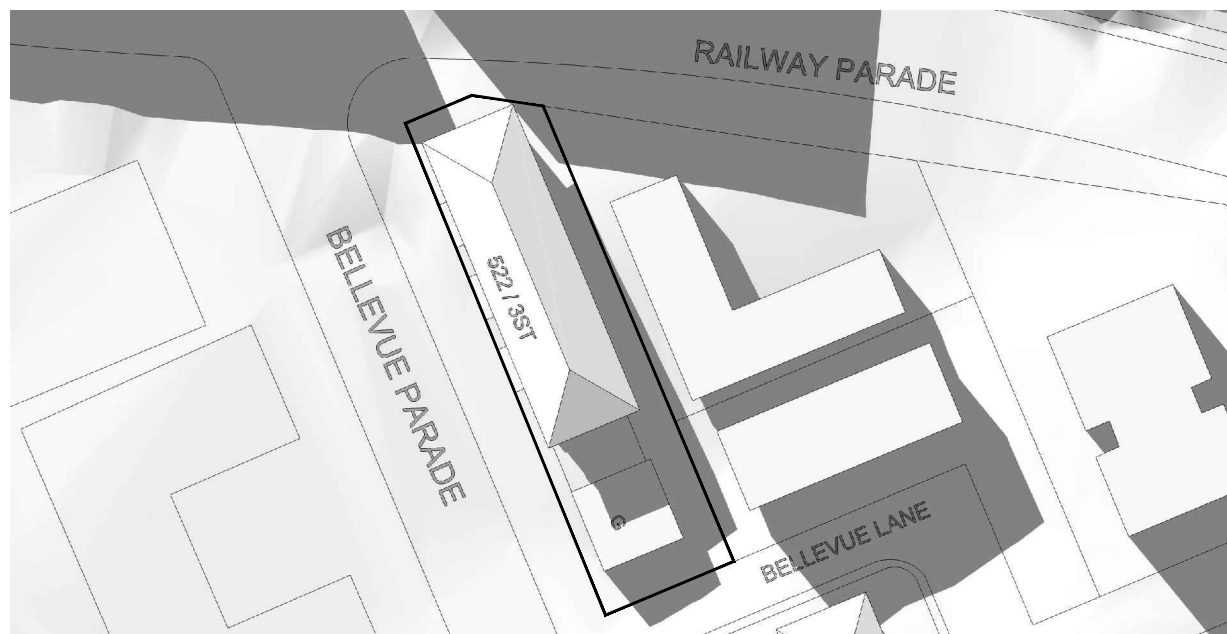 RAILWAY PARADE
BELLEVUE PARADE
522 / 3ST
G
BELLEVUE LANE